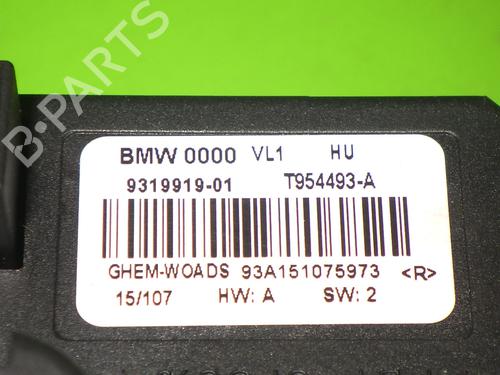 B-PARTS
BMW 0000 VL1 HU
9319919-01 T954493-A
GHEM-WOADS 93A151075973 <R>
15/107 HW: A SW: 2